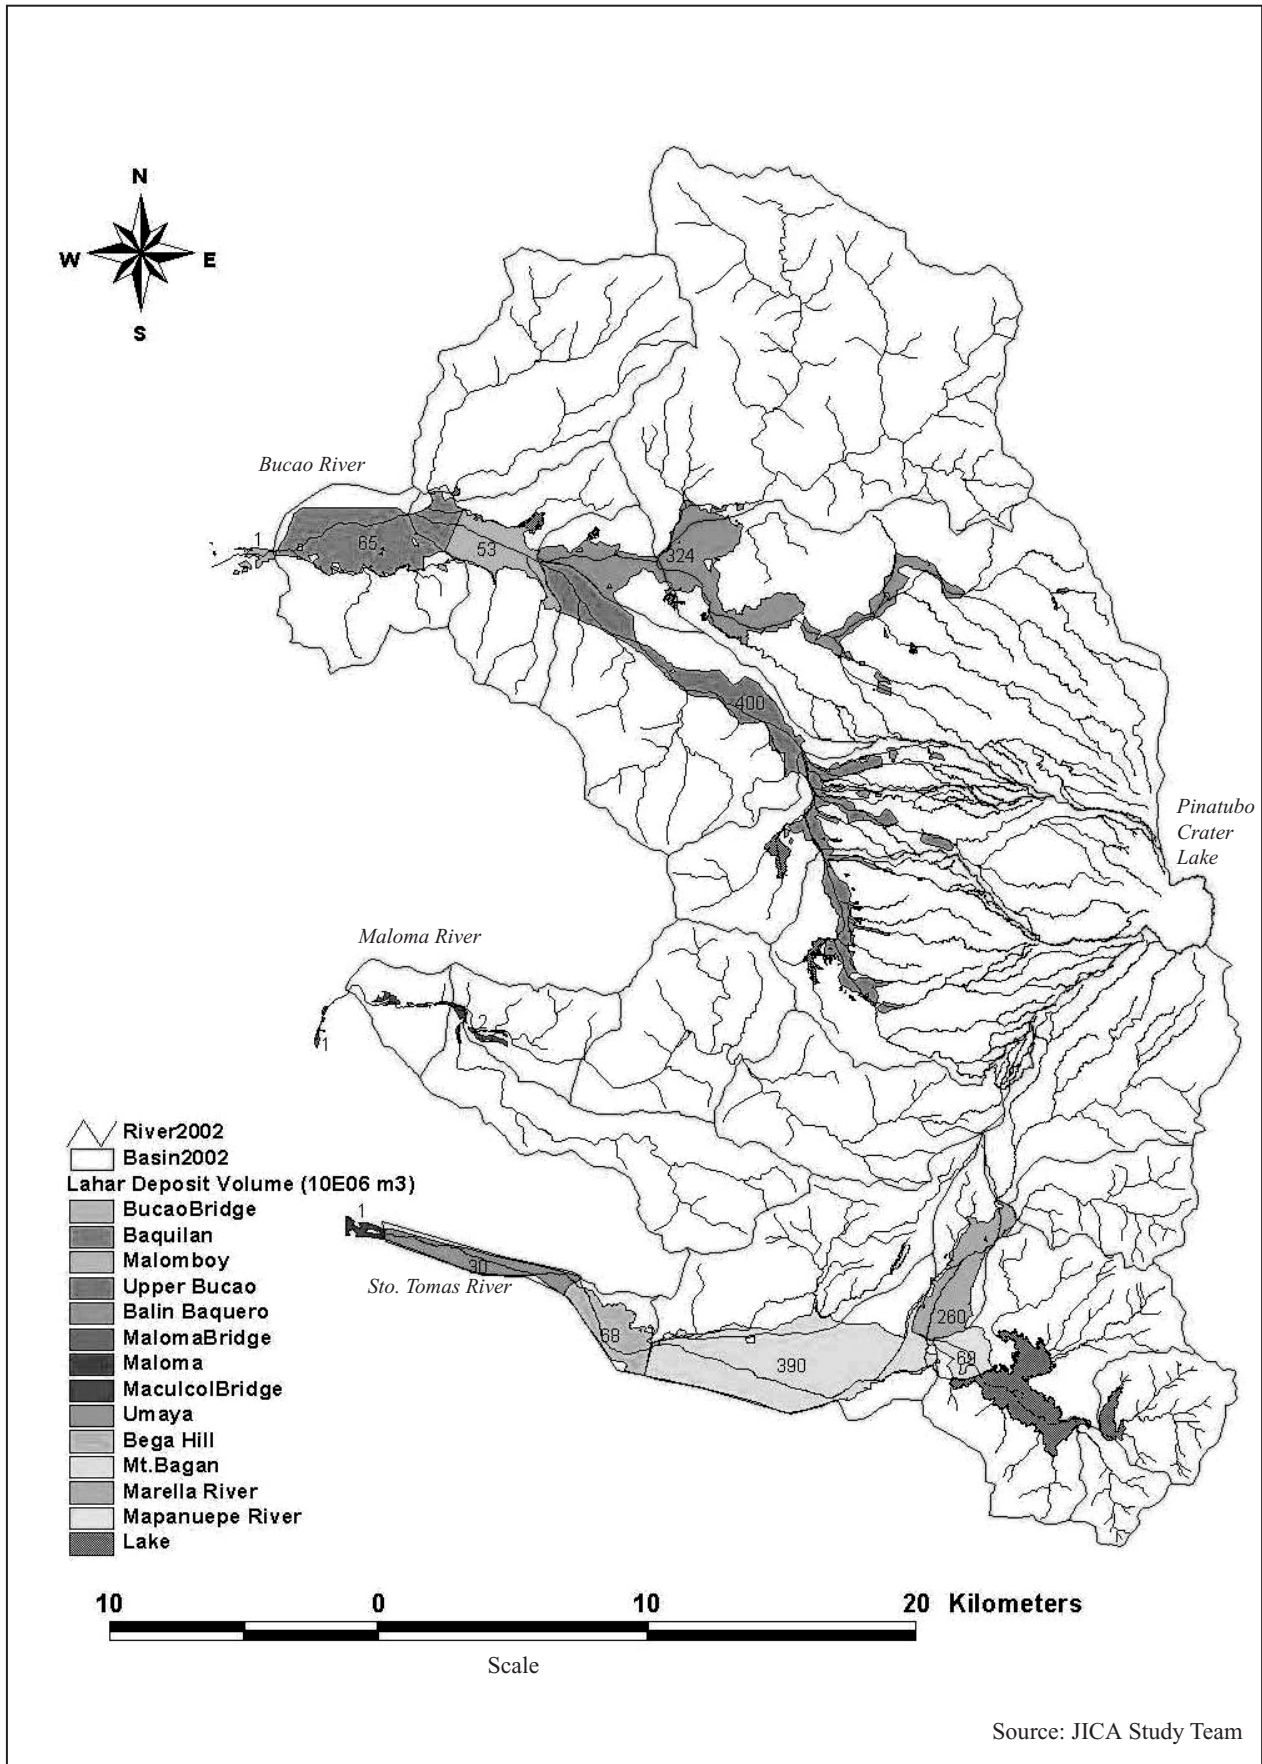 N
W E
S
Bucao River
1
65
53
324
400
Pinatubo
Crater
Lake
Maloma River
2
1
River2002
Basin2002
Lahar Deposit Volume (10E06 m3)
BucaoBridge
Baquilan
Malomboy
Upper Bucao
Balin Baquero
MalomaBridge
Maloma
MaculcolBridge
Umaya
Bega Hill
Mt.Bagan
Marella River
Mapanuepe River
Lake
1
30
Sto. Tomas River
68
390
260
69
10 0 10 20 Kilometers
Scale
Source: JICA Study Team